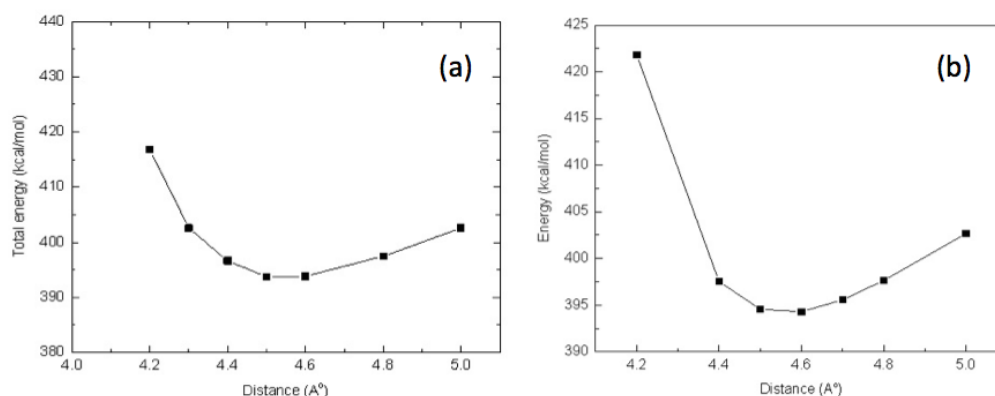 440
430
420
410
400
390
380
Total energy (kcal/mol)
(a)
4.0 4.2 4.4 4.6 4.8 5.0
Distance (Aº)
425
420
415
410
405
400
395
390
Energy (kcal/mol)
(b)
4.2 4.4 4.6 4.8 5.0
Distance (Aº)